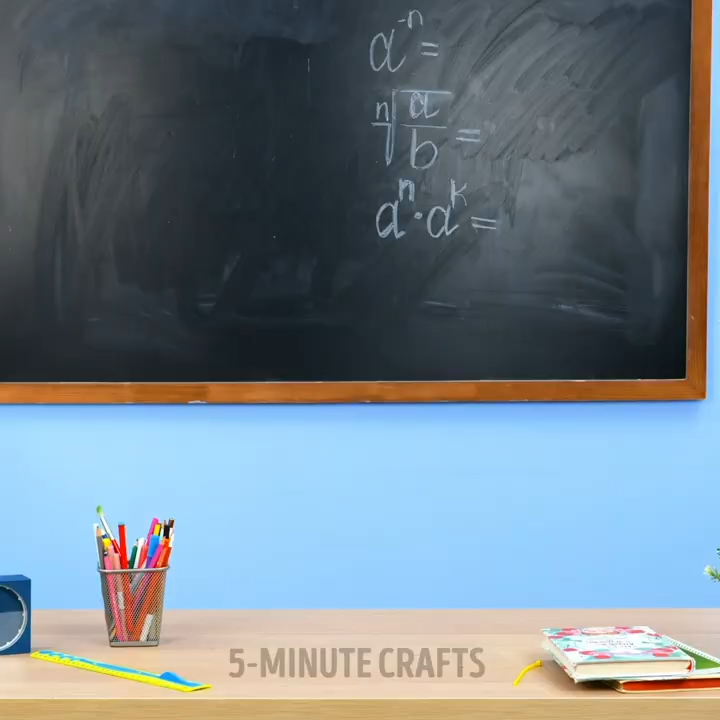 a⁻ⁿ =
ⁿ√(a/b) =
aⁿ · aᵏ =
5-MINUTE CRAFTS